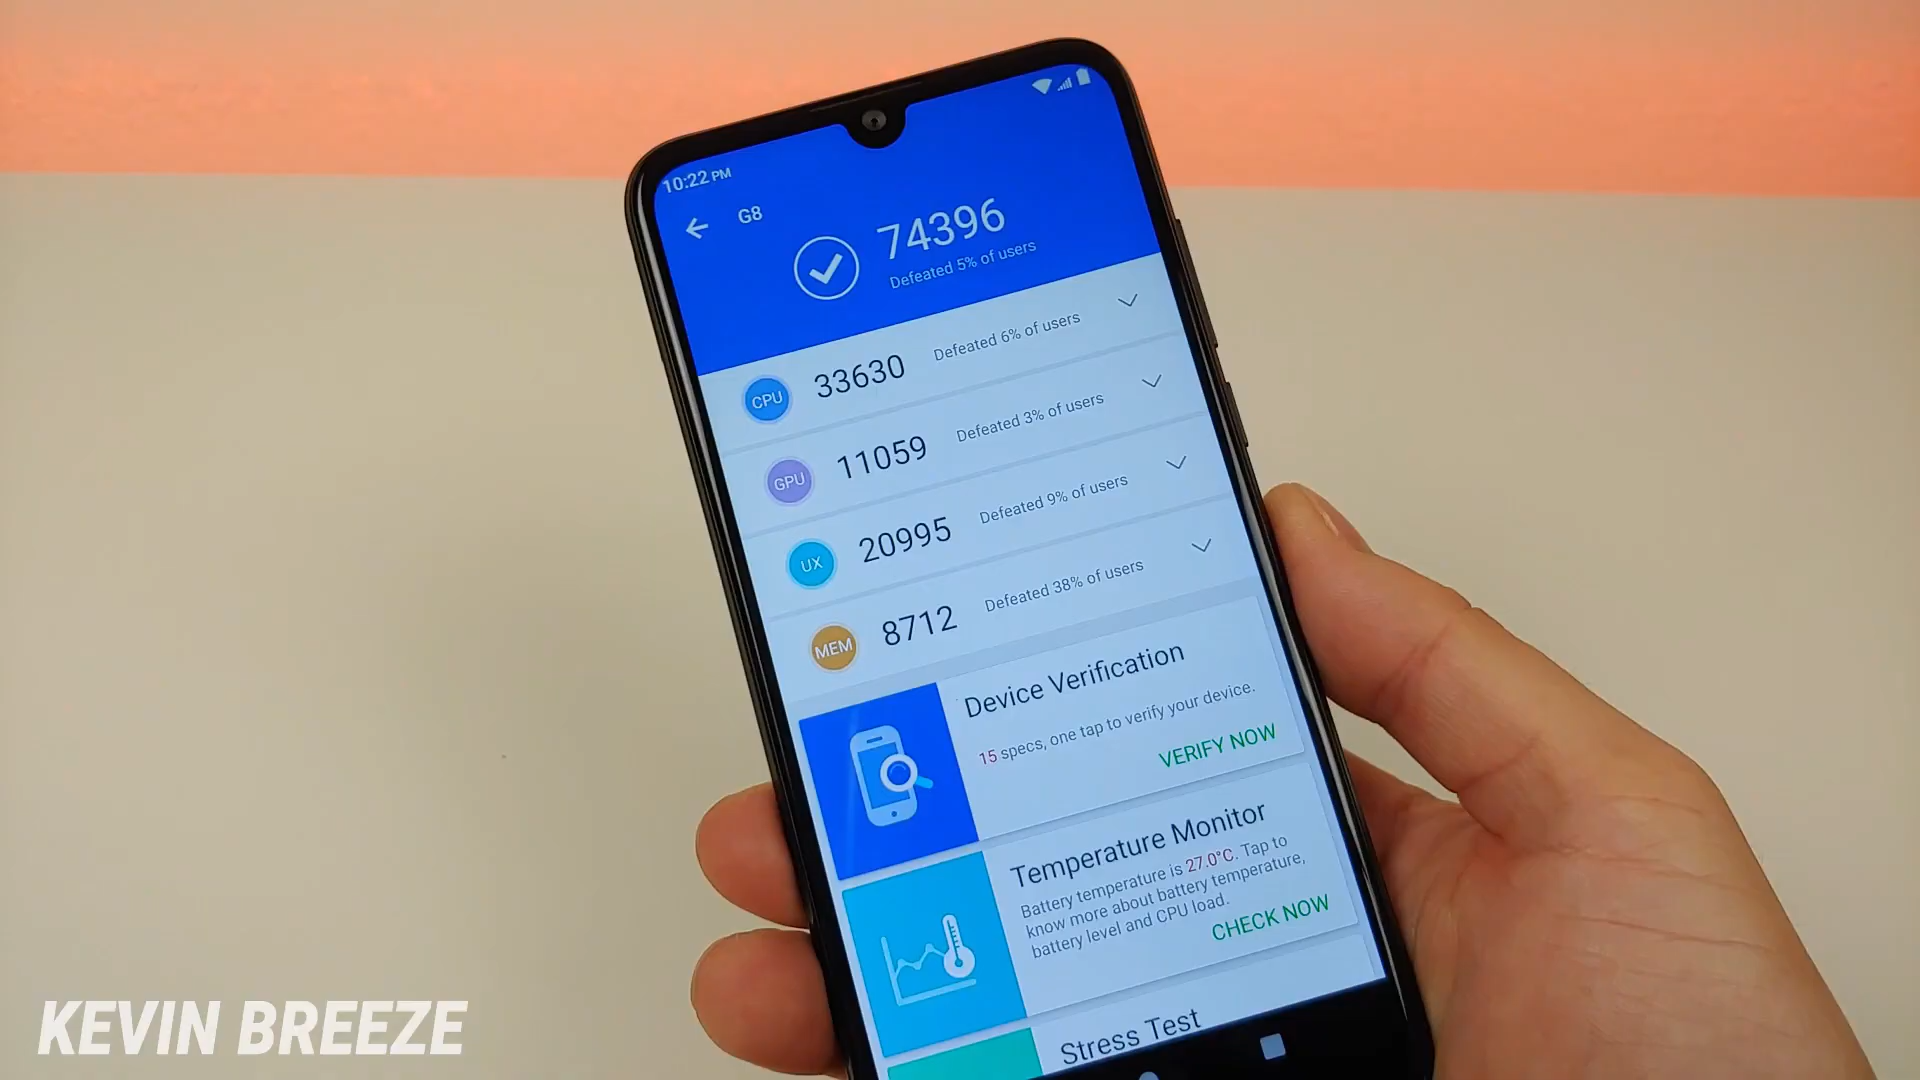 10:22 PM
G8
74396
Defeated 5% of users
CPU 33630 Defeated 6% of users
GPU 11059 Defeated 3% of users
UX 20995 Defeated 9% of users
MEM 8712 Defeated 38% of users
Device Verification
15 specs, one tap to verify your device.
VERIFY NOW
Temperature Monitor
Battery temperature is 27.0°C. Tap to
know more about battery temperature,
battery level and CPU load.
CHECK NOW
Stress Test
KEVIN BREEZE